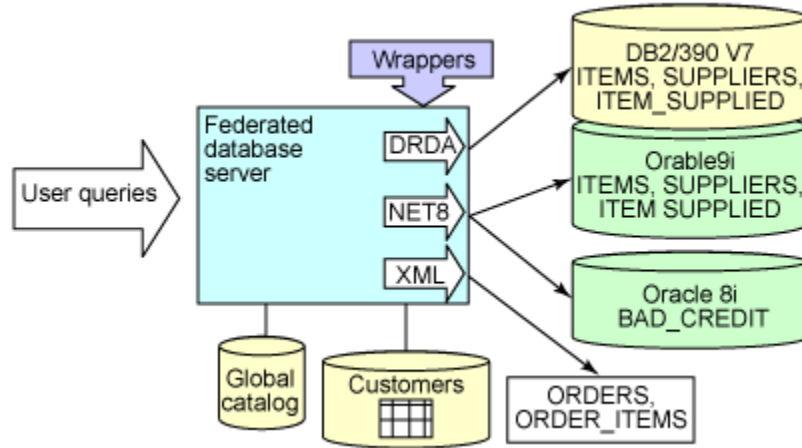 Wrappers
DB2/390 V7
ITEMS, SUPPLIERS,
ITEM_SUPPLIED
Federated
database
server
DRDA
Orable9i
ITEMS, SUPPLIERS,
ITEM SUPPLIED
User queries
NET8
XML
Oracle 8i
BAD_CREDIT
Global
catalog
Customers
ORDERS,
ORDER_ITEMS